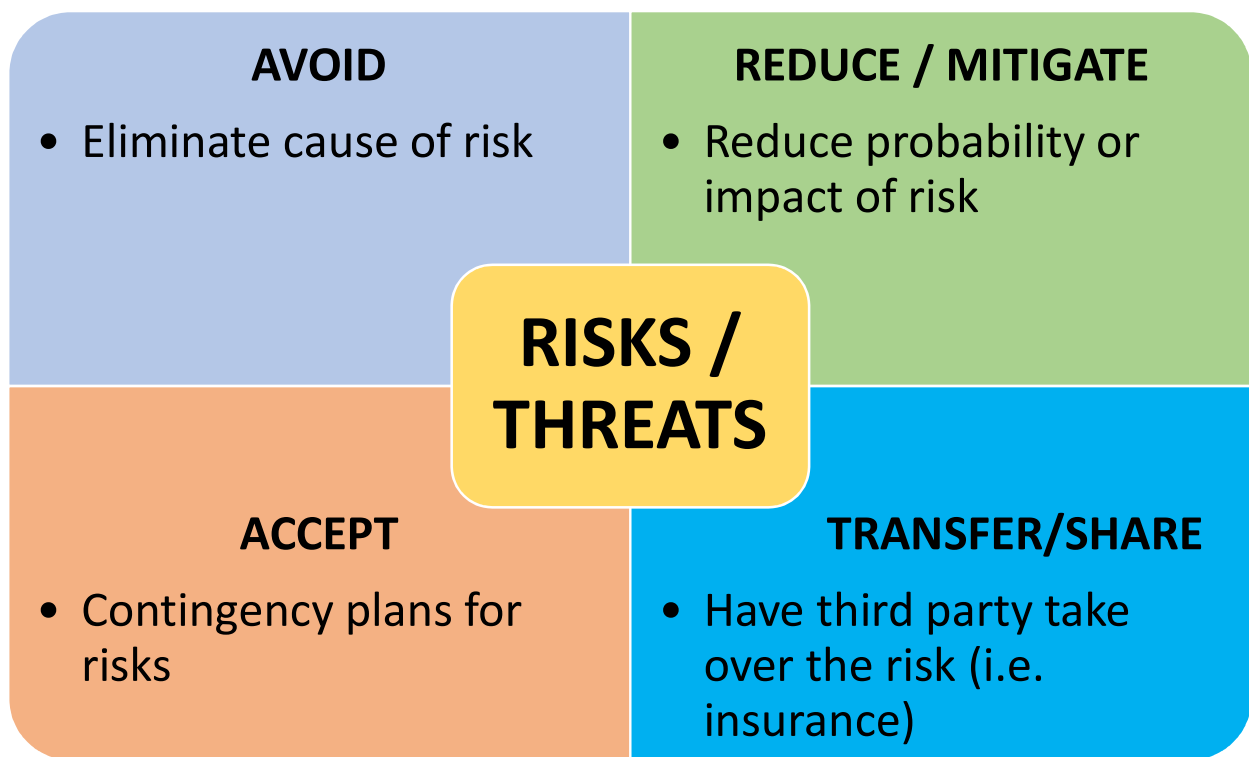 AVOID
• Eliminate cause of risk
REDUCE / MITIGATE
• Reduce probability or
impact of risk
RISKS /
THREATS
ACCEPT
• Contingency plans for
risks
TRANSFER/SHARE
• Have third party take
over the risk (i.e.
insurance)